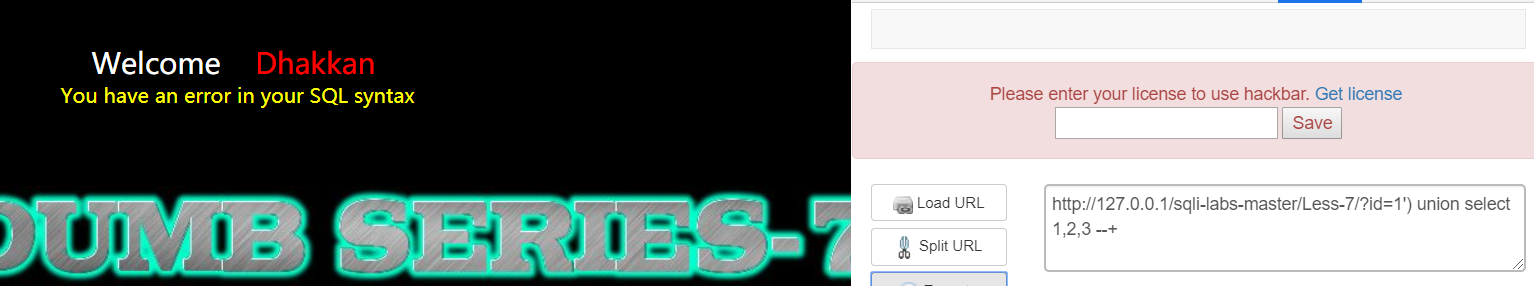 Welcome Dhakkan
You have an error in your SQL syntax
DUMB SERIES-7
Please enter your license to use hackbar. Get license
Save
Load URL
Split URL
http://127.0.0.1/sqli-labs-master/Less-7/?id=1') union select
1,2,3 --+